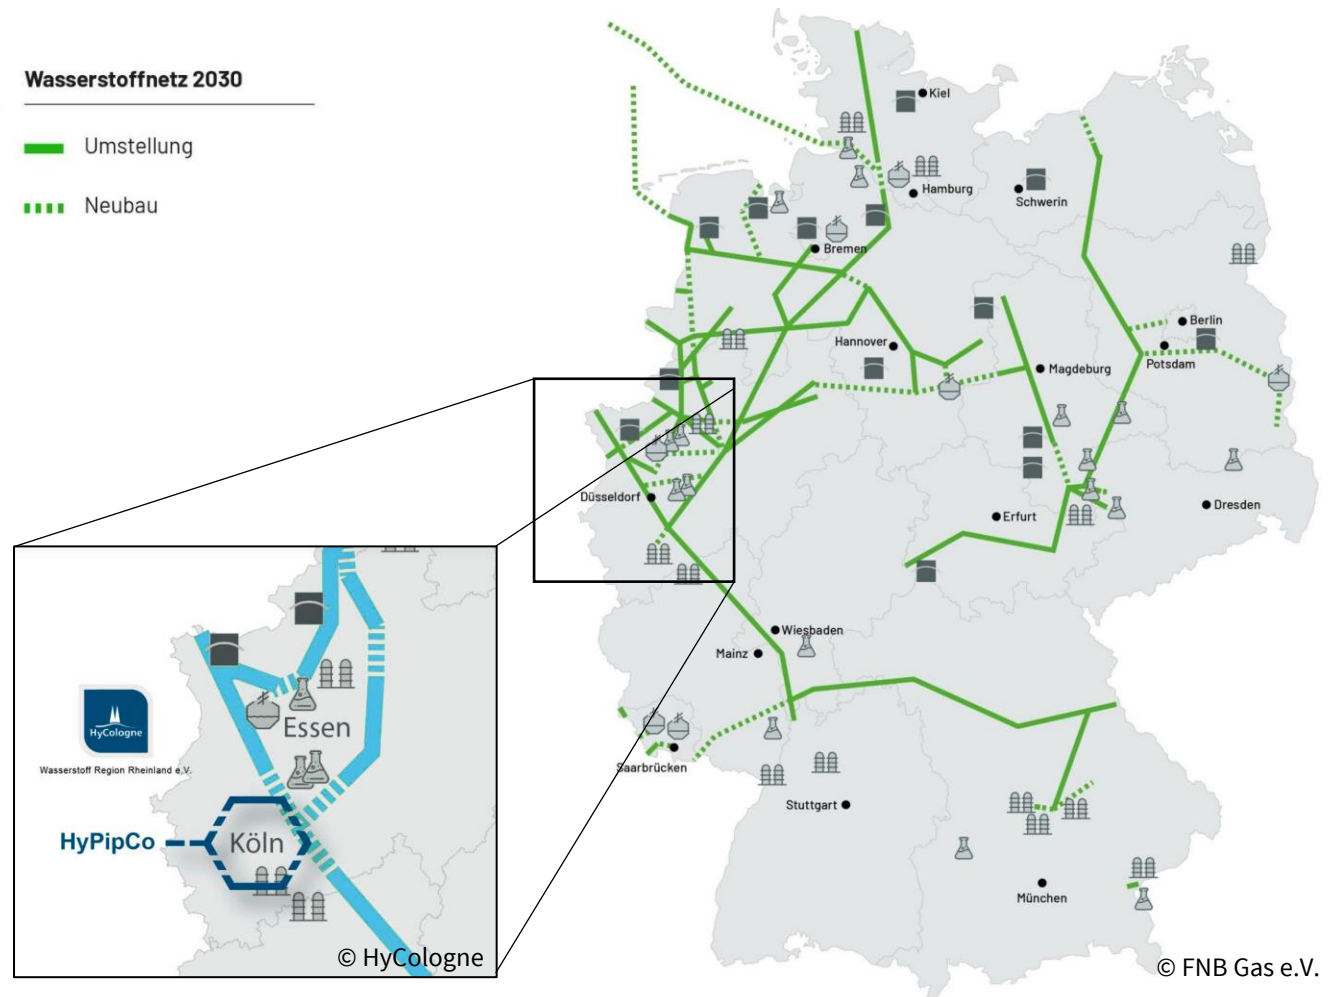 Wasserstoffnetz 2030
Umstellung
Neubau
Kiel
Hamburg
Schwerin
Bremen
Berlin
Hannover
Potsdam
Magdeburg
Düsseldorf
Dresden
Erfurt
Wiesbaden
Mainz
Saarbrücken
Stuttgart
München
HyCologne
Wasserstoff Region Rheinland e.V.
Essen
HyPipCo
Köln
© HyCologne
© FNB Gas e.V.